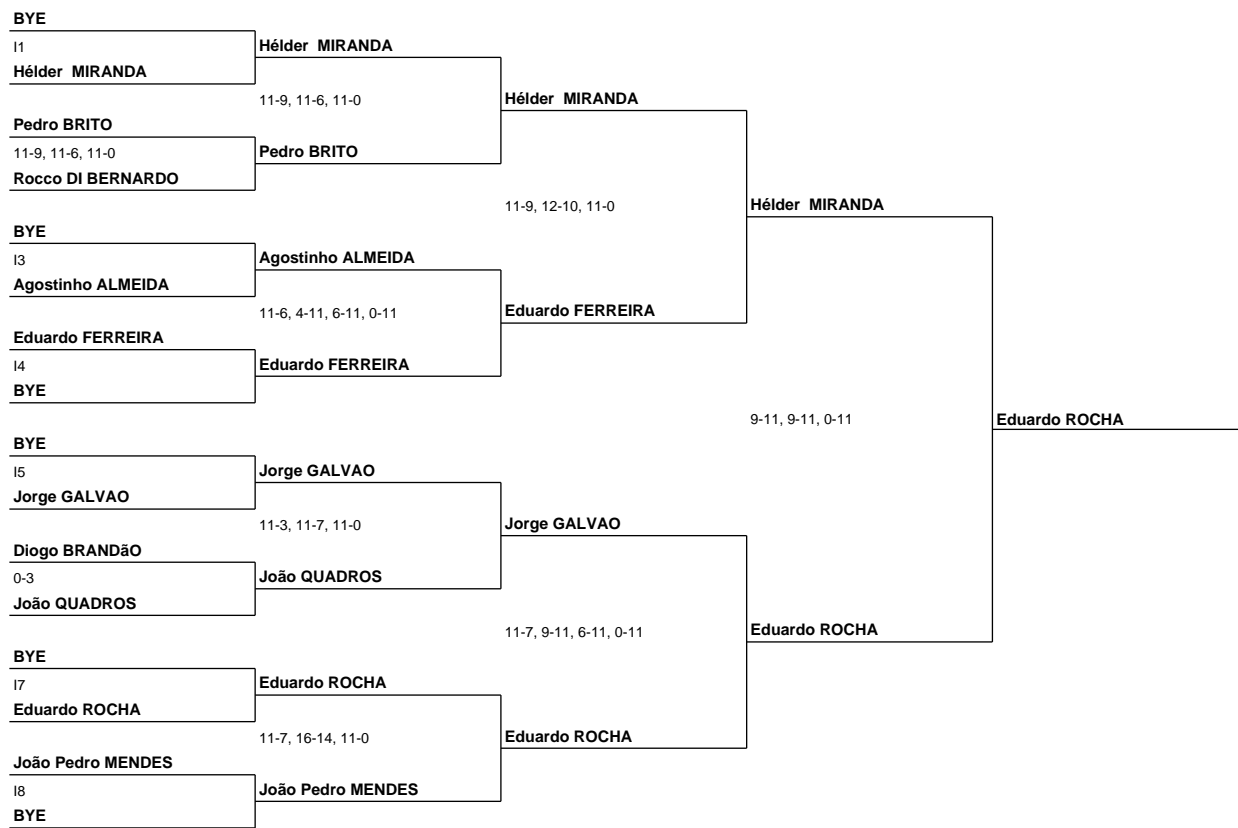 BYE
I1
Hélder  MIRANDA
Pedro BRITO
11-9, 11-6, 11-0
Rocco DI BERNARDO
BYE
I3
Agostinho ALMEIDA
Eduardo FERREIRA
I4
BYE
BYE
I5
Jorge GALVAO
Diogo BRANDãO
0-3
João QUADROS
BYE
I7
Eduardo ROCHA
João Pedro MENDES
I8
BYE
Hélder  MIRANDA
11-9, 11-6, 11-0
Pedro BRITO
Agostinho ALMEIDA
11-6, 4-11, 6-11, 0-11
Eduardo FERREIRA
Jorge GALVAO
11-3, 11-7, 11-0
João QUADROS
Eduardo ROCHA
11-7, 16-14, 11-0
João Pedro MENDES
Hélder  MIRANDA
11-9, 12-10, 11-0
Eduardo FERREIRA
Jorge GALVAO
11-7, 9-11, 6-11, 0-11
Eduardo ROCHA
Hélder  MIRANDA
9-11, 9-11, 0-11
Eduardo ROCHA
Eduardo ROCHA